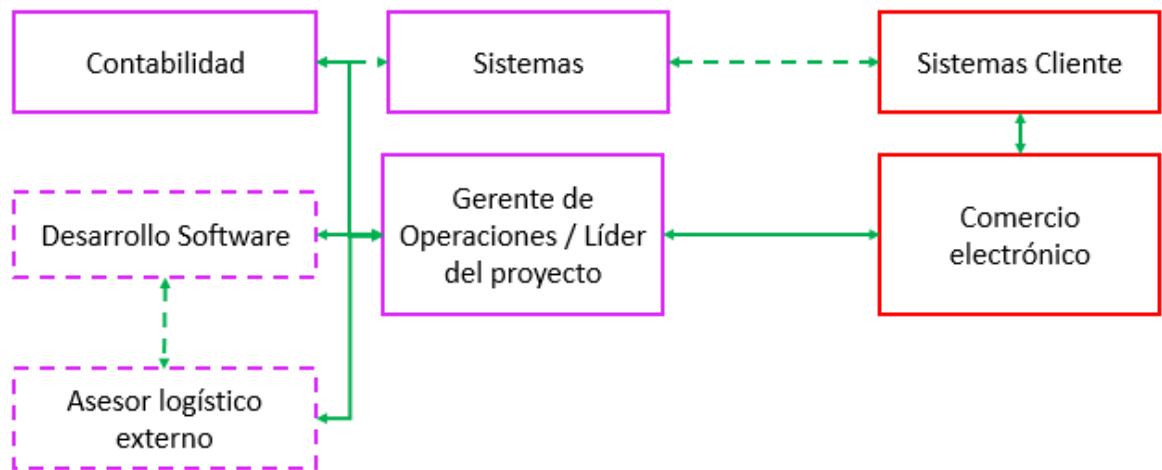 Contabilidad
Sistemas
Sistemas Cliente
Desarrollo Software
Gerente de
Operaciones / Líder
del proyecto
Comercio
electrónico
Asesor logístico
externo